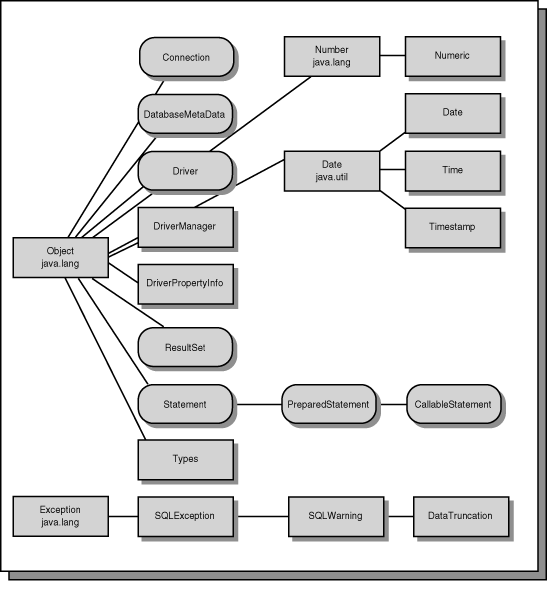 Connection
Number
java.lang
Numeric
DatabaseMetaData
Date
Driver
Date
java.util
Time
DriverManager
Timestamp
Object
java.lang
DriverPropertyInfo
ResultSet
Statement
PreparedStatement
CallableStatement
Types
Exception
java.lang
SQLException
SQLWarning
DataTruncation